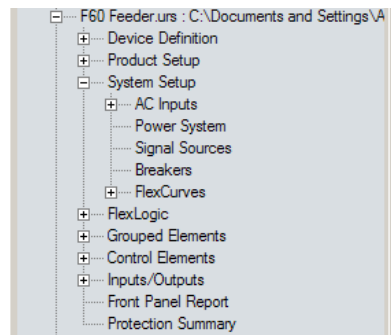 F60 Feeder.urs : C:\Documents and Settings\A
Device Definition
Product Setup
System Setup
AC Inputs
Power System
Signal Sources
Breakers
FlexCurves
FlexLogic
Grouped Elements
Control Elements
Inputs/Outputs
Front Panel Report
Protection Summary